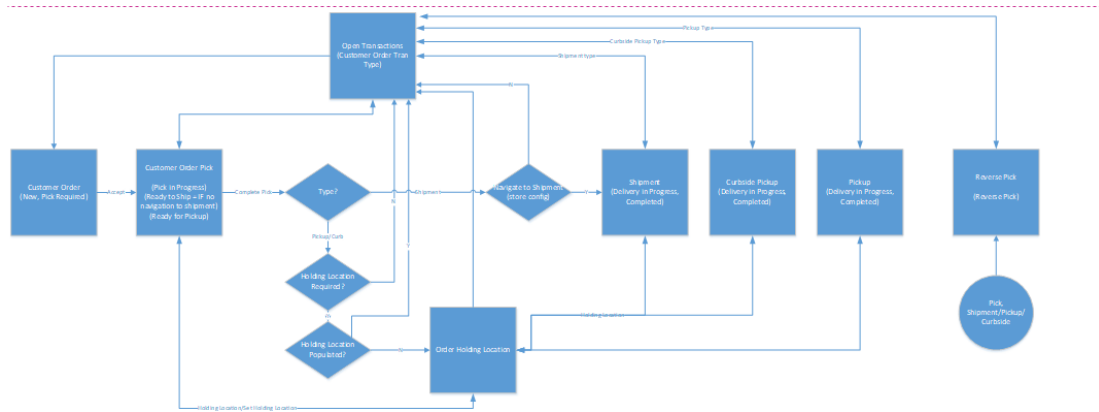 Pickup Type
Curbside Pickup Type
Shipment type
Open Transactions
(Customer Order Tran
Type)
N
Customer Order
(New, Pick Required)
Accept
Customer Order Pick
(Pick in Progress)
(Ready to Ship – IF no
navigation to shipment)
(Ready for Pickup)
Complete Pick
Type?
Shipment
Navigate to Shipment
(store config)
Y
Shipment
(Delivery in Progress,
Completed)
Curbside Pickup
(Delivery in Progress,
Completed)
Pickup
(Delivery in Progress,
Completed)
Reverse Pick
(Reverse Pick)
N
Y
Pickup/Curb
Holding Location
Required?
Holding Location
Populated?
N
Order Holding Location
Holding Location
Pick,
Shipment/Pickup/
Curbside
Holding Location/Set Holding Location